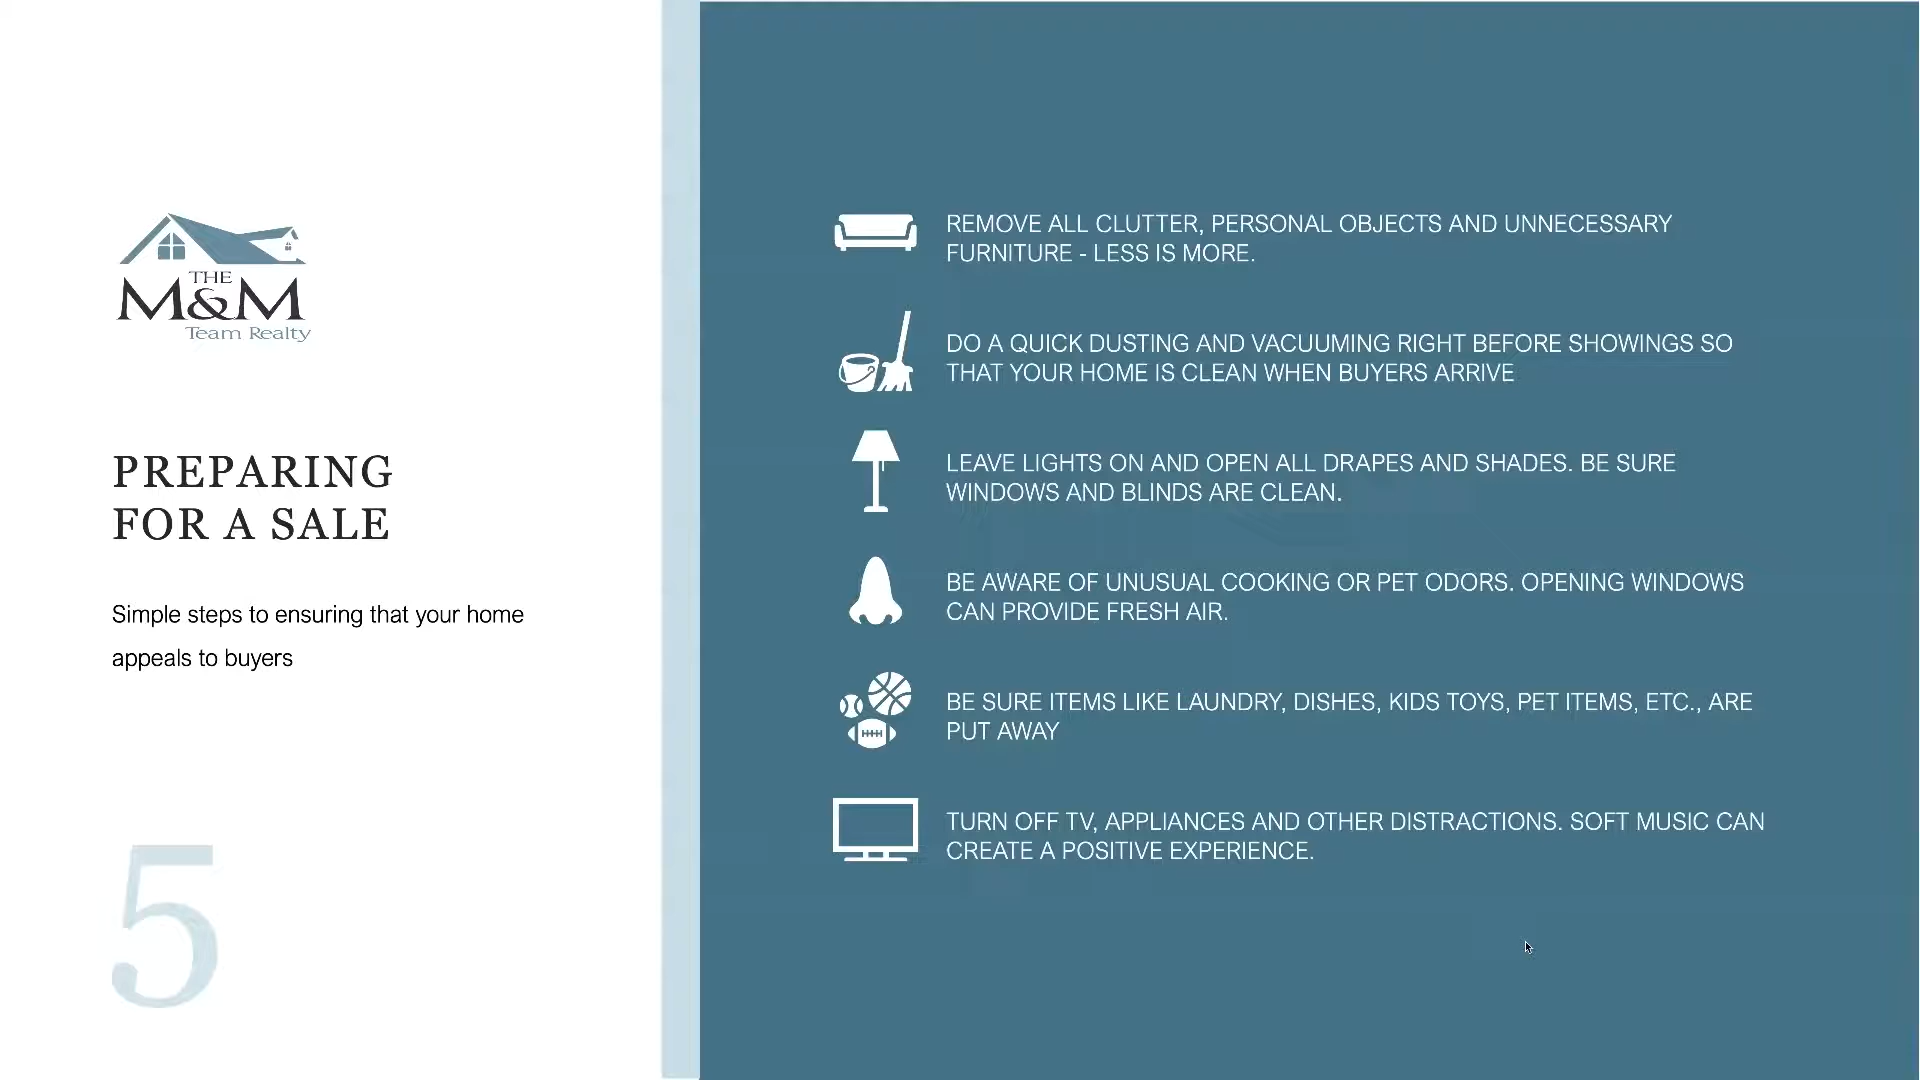 THE
M&M
Team Realty
PREPARING
FOR A SALE
Simple steps to ensuring that your home
appeals to buyers
5
REMOVE ALL CLUTTER, PERSONAL OBJECTS AND UNNECESSARY
FURNITURE - LESS IS MORE.
DO A QUICK DUSTING AND VACUUMING RIGHT BEFORE SHOWINGS SO
THAT YOUR HOME IS CLEAN WHEN BUYERS ARRIVE
LEAVE LIGHTS ON AND OPEN ALL DRAPES AND SHADES. BE SURE
WINDOWS AND BLINDS ARE CLEAN.
BE AWARE OF UNUSUAL COOKING OR PET ODORS. OPENING WINDOWS
CAN PROVIDE FRESH AIR.
BE SURE ITEMS LIKE LAUNDRY, DISHES, KIDS TOYS, PET ITEMS, ETC., ARE
PUT AWAY
TURN OFF TV, APPLIANCES AND OTHER DISTRACTIONS. SOFT MUSIC CAN
CREATE A POSITIVE EXPERIENCE.